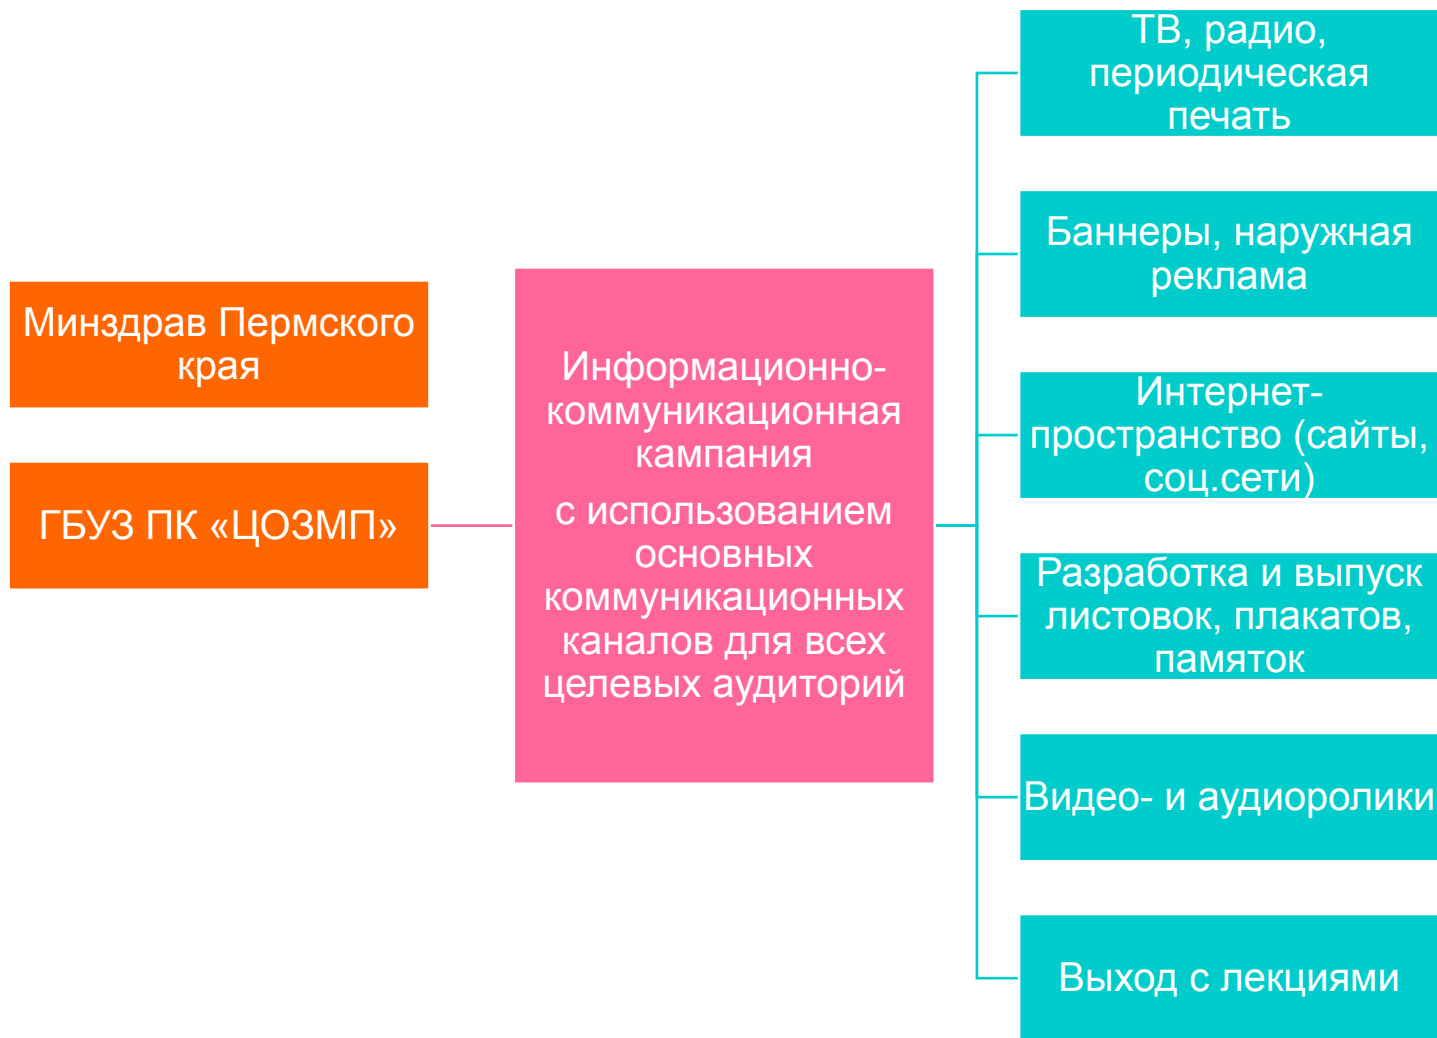 Минздрав Пермского
края
ГБУЗ ПК «ЦОЗМП»
Информационно-
коммуникационная
кампания
с использованием
основных
коммуникационных
каналов для всех
целевых аудиторий
ТВ, радио,
периодическая
печать
Баннеры, наружная
реклама
Интернет-
пространство (сайты,
соц.сети)
Разработка и выпуск
листовок, плакатов,
памяток
Видео- и аудиоролики
Выход с лекциями